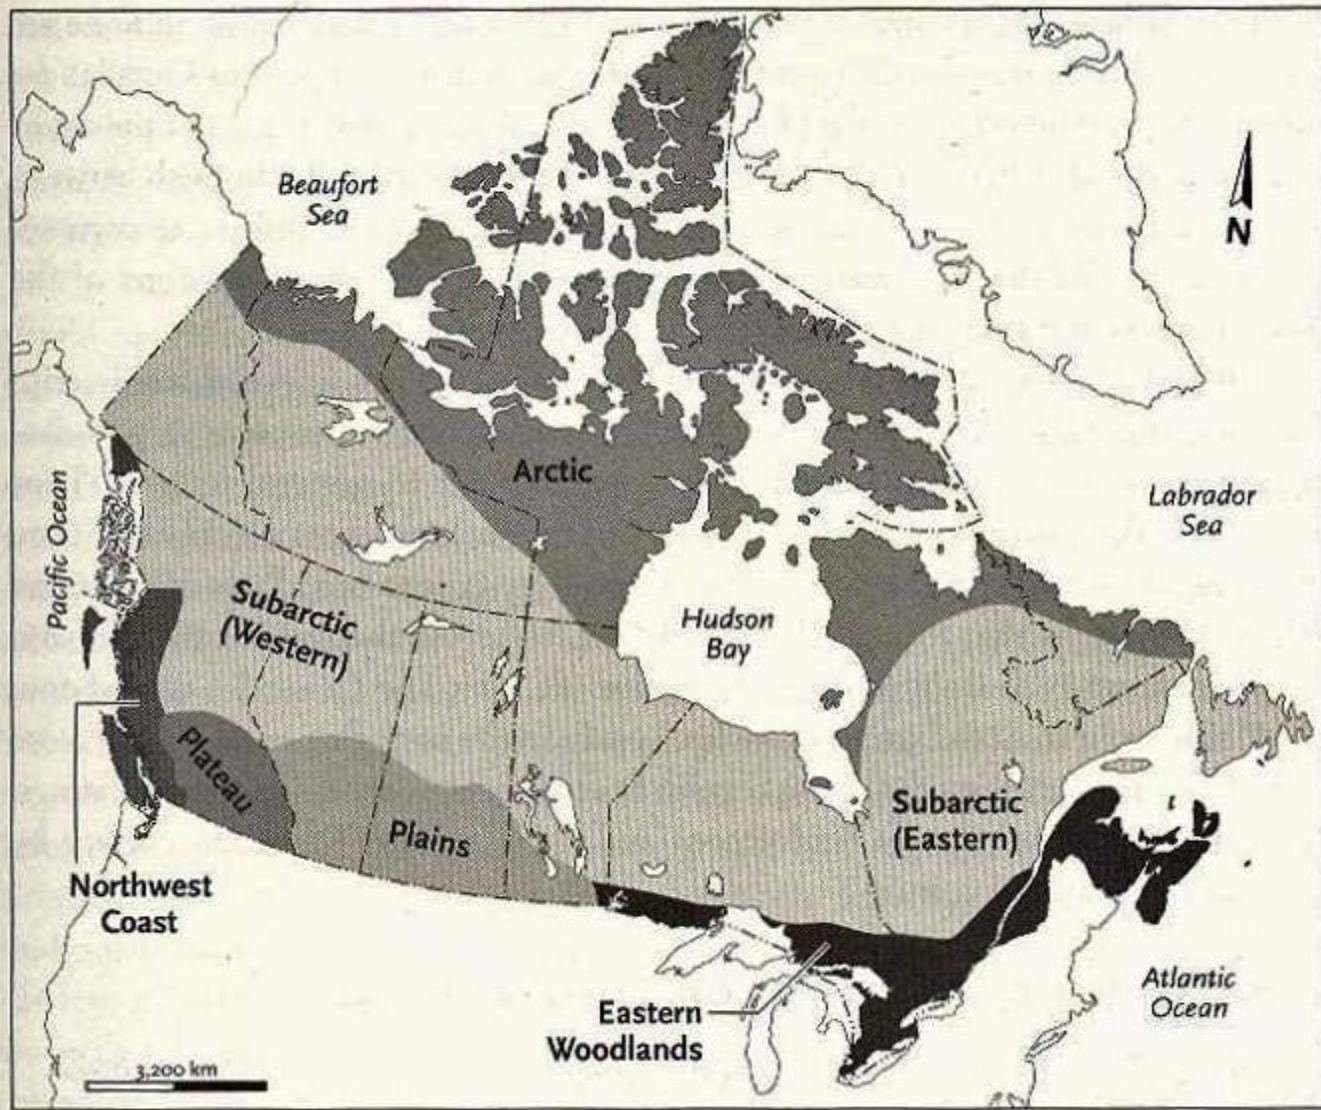 Beaufort
Sea
N
Arctic
Labrador
Sea
Pacific Ocean
Subarctic
(Western)
Hudson
Bay
Plateau
Plains
Subarctic
(Eastern)
Northwest
Coast
Eastern
Woodlands
Atlantic
Ocean
3,200 km